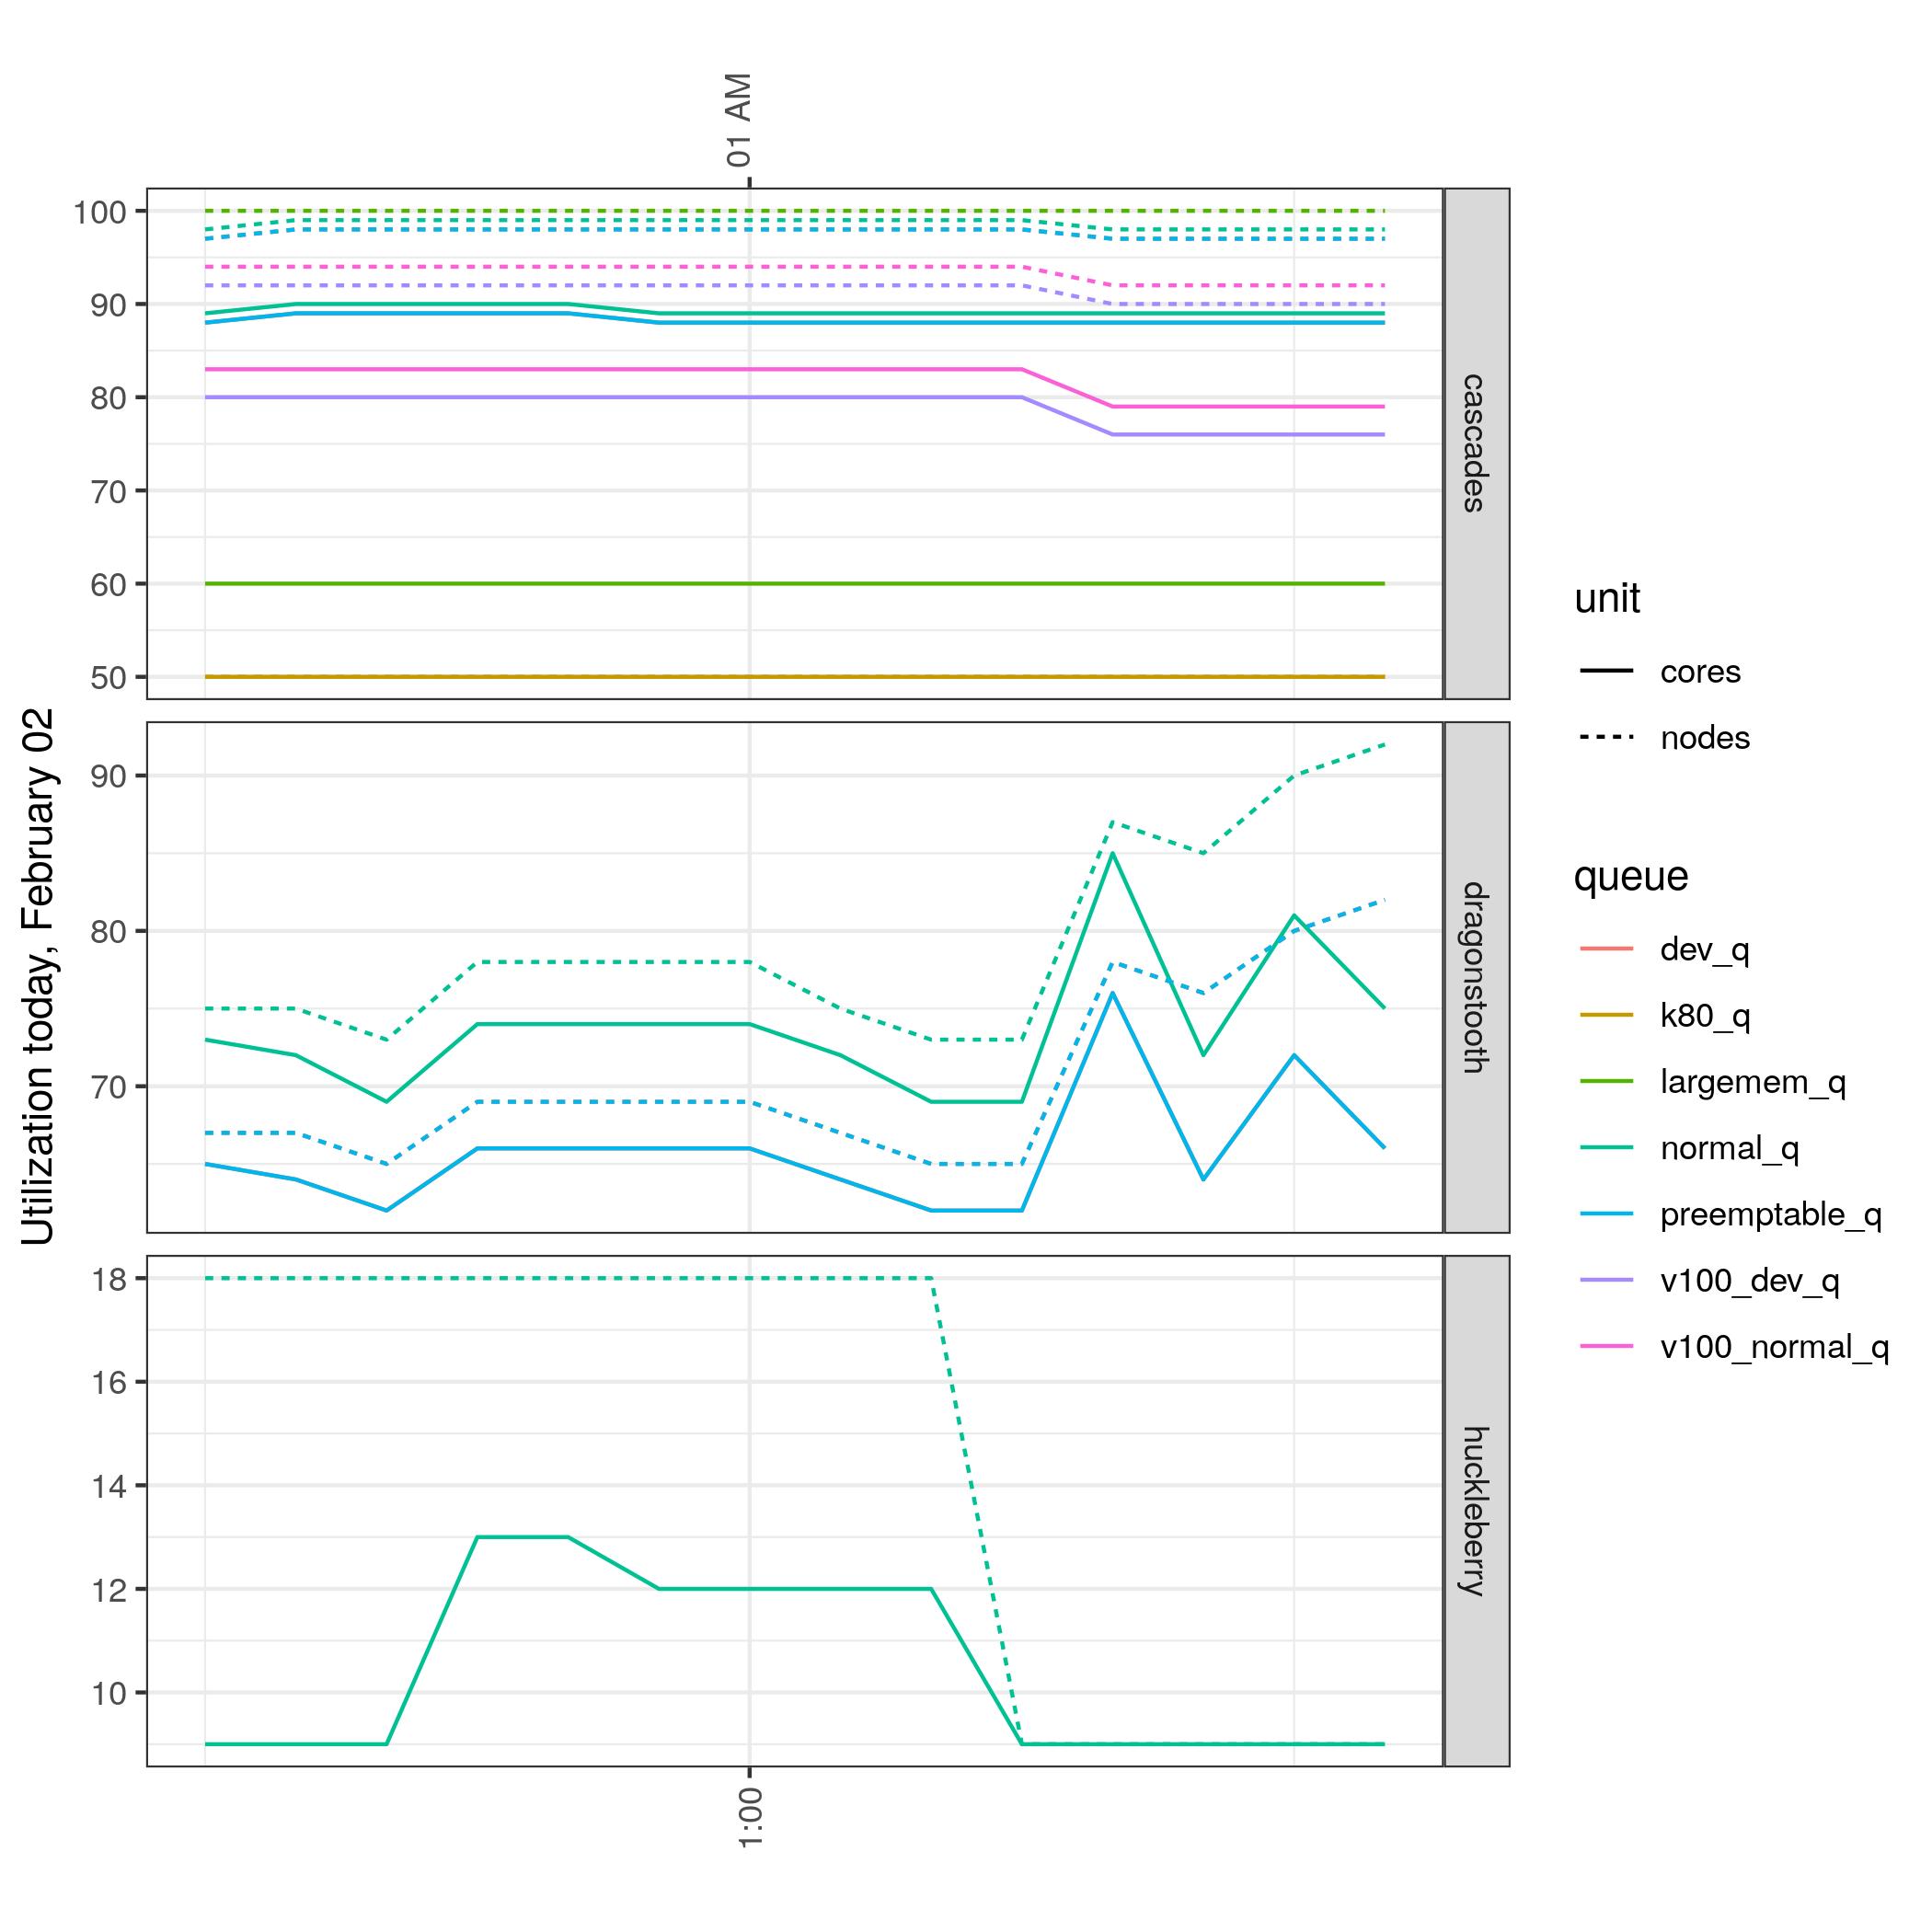 01 AM
100
90
80
70
60
50
cascades
90
80
70
dragonstooth
18
16
14
12
10
huckleberry
1:00
Utilization today, February 02
unit
cores
nodes
queue
dev_q
k80_q
largemem_q
normal_q
preemptable_q
v100_dev_q
v100_normal_q